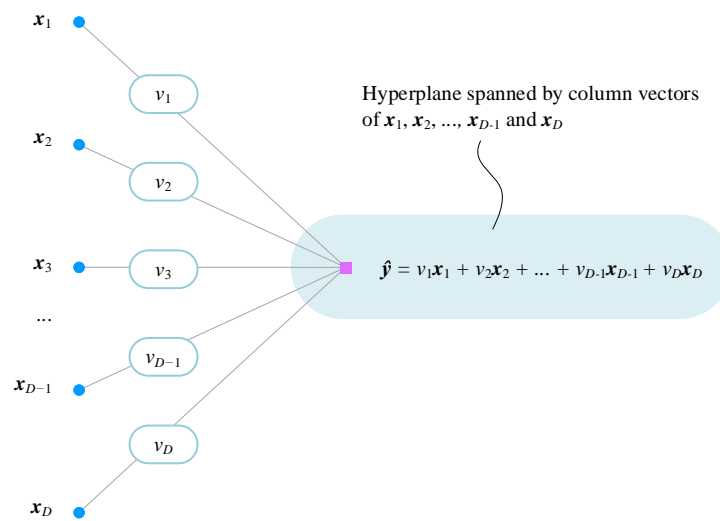 x1
v1
Hyperplane spanned by column vectors
of x1, x2, ..., xD-1 and xD
x2
v2
x3
v3
ŷ = v1x1 + v2x2 + ... + vD-1xD-1 + vDxD
...
vD−1
xD−1
vD
xD